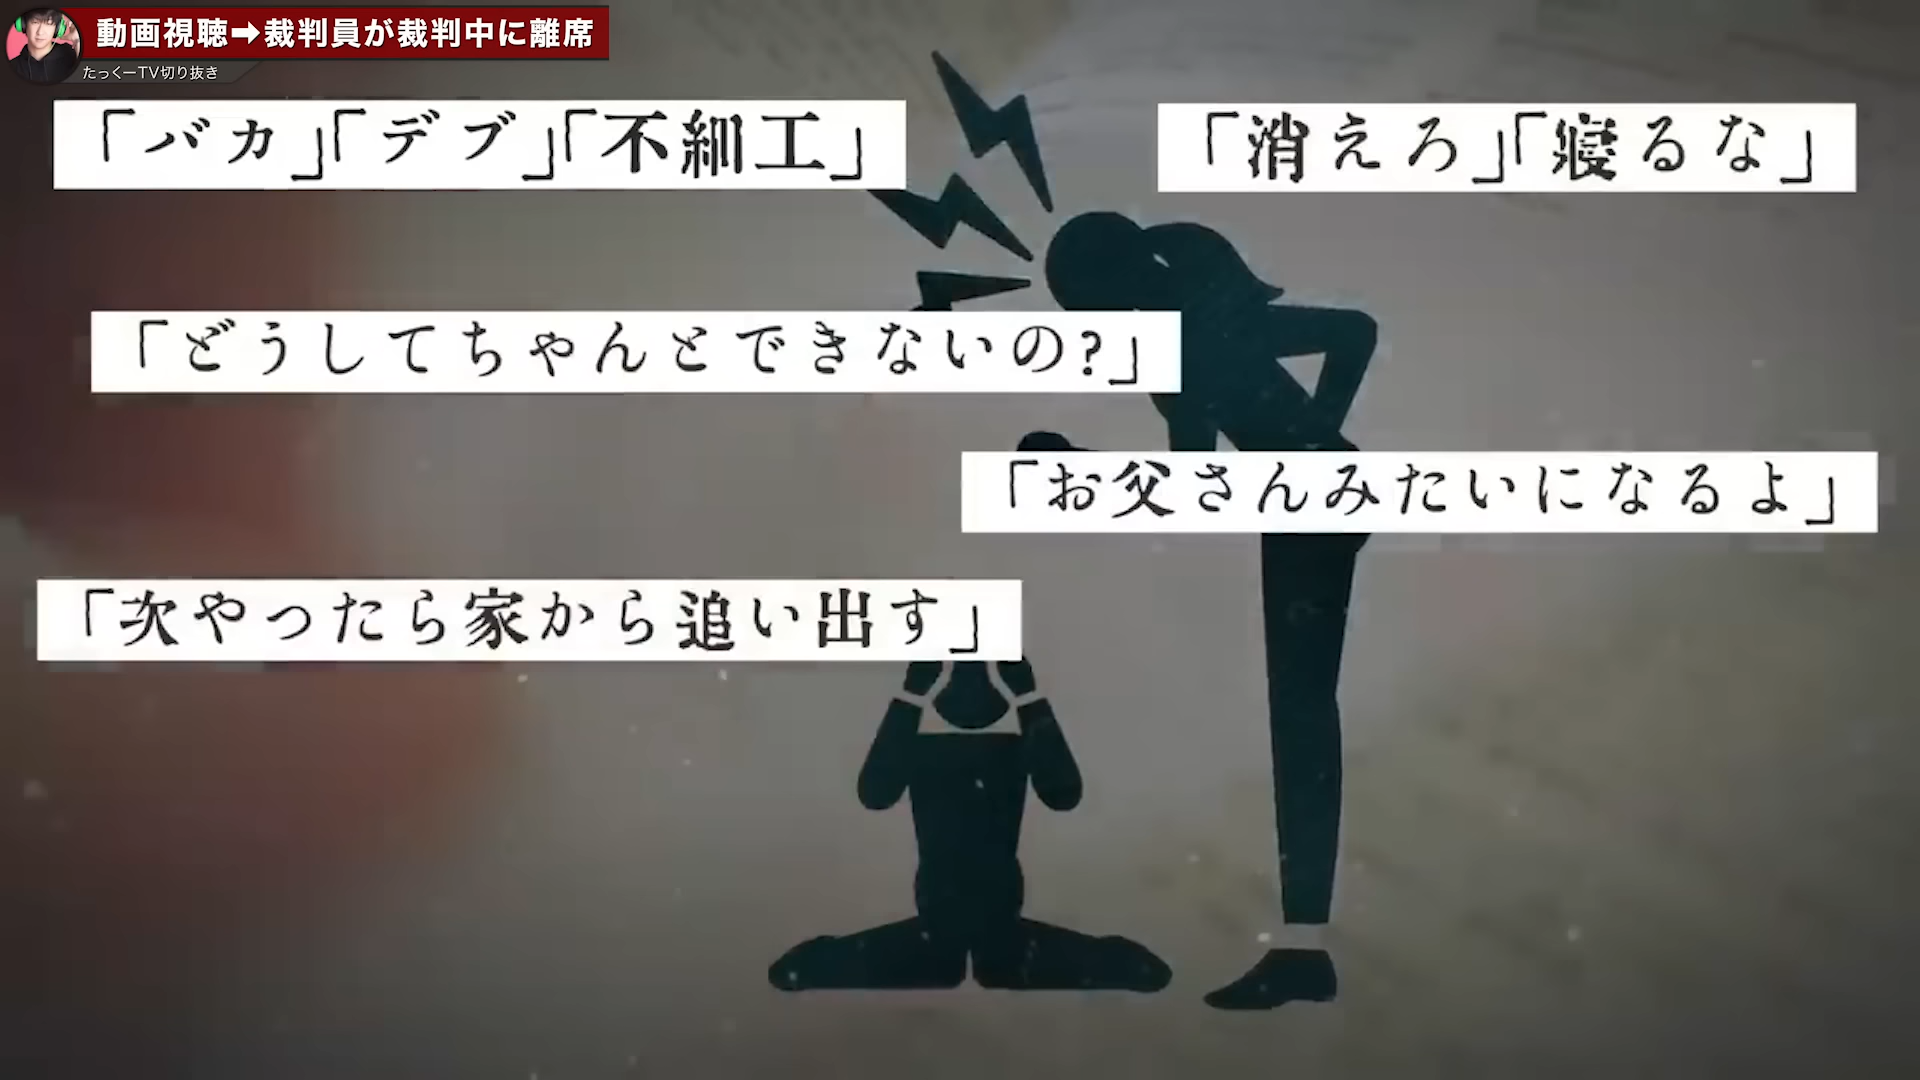 動画視聴➡裁判員が裁判中に離席
たっくーTV切り抜き
「バカ」「デブ」「不細工」
「消えろ」「寝るな」
「どうしてちゃんとできないの?」
「お父さんみたいになるよ」
「次やったら家から追い出す」